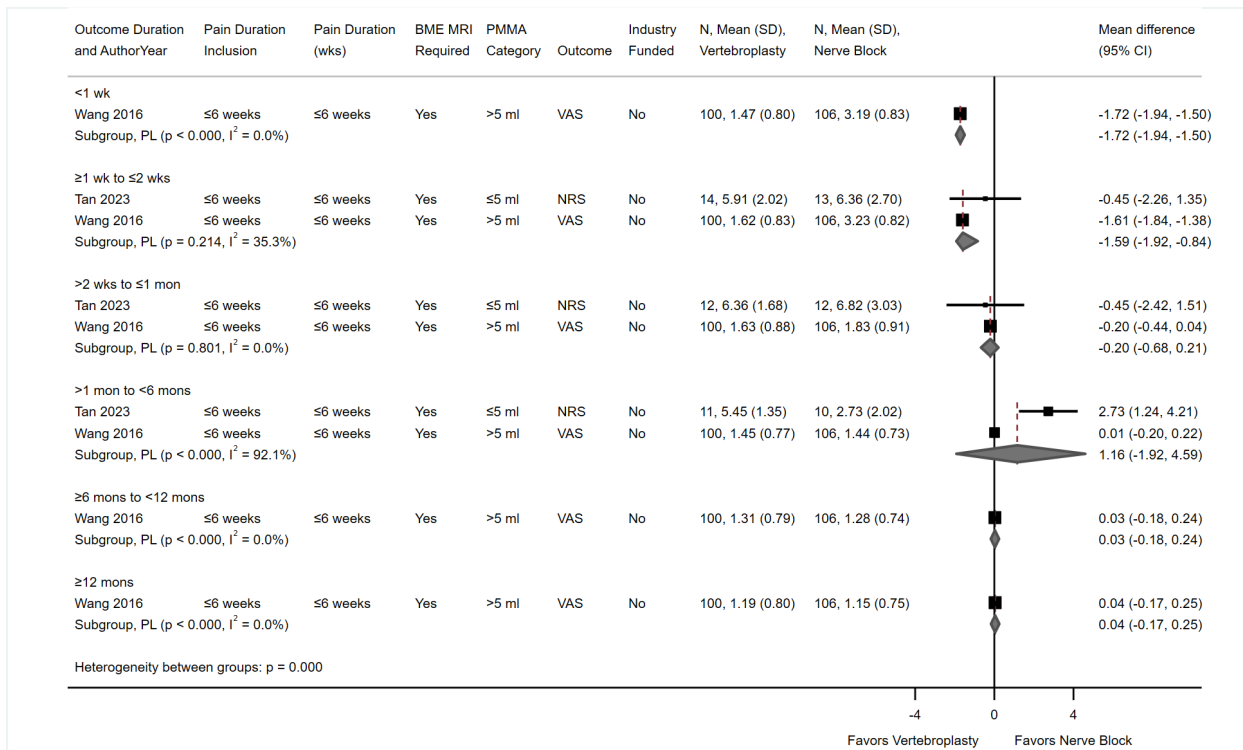 Outcome Duration and AuthorYear Pain Duration Inclusion Pain Duration (wks) BME MRI Required PMMA Category Outcome Industry Funded N, Mean (SD), Vertebroplasty N, Mean (SD), Nerve Block Mean difference (95% CI)
<1 wk
Wang 2016 ≤6 weeks ≤6 weeks Yes >5 ml VAS No 100, 1.47 (0.80) 106, 3.19 (0.83) -1.72 (-1.94, -1.50)
Subgroup, PL (p < 0.000, I² = 0.0%) -1.72 (-1.94, -1.50)
≥1 wk to ≤2 wks
Tan 2023 ≤6 weeks ≤6 weeks Yes ≤5 ml NRS No 14, 5.91 (2.02) 13, 6.36 (2.70) -0.45 (-2.26, 1.35)
Wang 2016 ≤6 weeks ≤6 weeks Yes >5 ml VAS No 100, 1.62 (0.83) 106, 3.23 (0.82) -1.61 (-1.84, -1.38)
Subgroup, PL (p = 0.214, I² = 35.3%) -1.59 (-1.92, -0.84)
>2 wks to ≤1 mon
Tan 2023 ≤6 weeks ≤6 weeks Yes ≤5 ml NRS No 12, 6.36 (1.68) 12, 6.82 (3.03) -0.45 (-2.42, 1.51)
Wang 2016 ≤6 weeks ≤6 weeks Yes >5 ml VAS No 100, 1.63 (0.88) 106, 1.83 (0.91) -0.20 (-0.44, 0.04)
Subgroup, PL (p = 0.801, I² = 0.0%) -0.20 (-0.68, 0.21)
>1 mon to <6 mons
Tan 2023 ≤6 weeks ≤6 weeks Yes ≤5 ml NRS No 11, 5.45 (1.35) 10, 2.73 (2.02) 2.73 (1.24, 4.21)
Wang 2016 ≤6 weeks ≤6 weeks Yes >5 ml VAS No 100, 1.45 (0.77) 106, 1.44 (0.73) 0.01 (-0.20, 0.22)
Subgroup, PL (p < 0.000, I² = 92.1%) 1.16 (-1.92, 4.59)
≥6 mons to <12 mons
Wang 2016 ≤6 weeks ≤6 weeks Yes >5 ml VAS No 100, 1.31 (0.79) 106, 1.28 (0.74) 0.03 (-0.18, 0.24)
Subgroup, PL (p < 0.000, I² = 0.0%) 0.03 (-0.18, 0.24)
≥12 mons
Wang 2016 ≤6 weeks ≤6 weeks Yes >5 ml VAS No 100, 1.19 (0.80) 106, 1.15 (0.75) 0.04 (-0.17, 0.25)
Subgroup, PL (p < 0.000, I² = 0.0%) 0.04 (-0.17, 0.25)
Heterogeneity between groups: p = 0.000
-4 0 4
Favors Vertebroplasty Favors Nerve Block